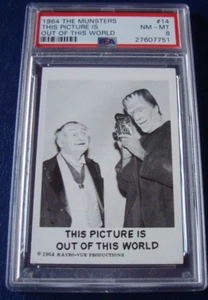 1964 THE MUNSTERS #14
THIS PICTURE IS NM-MT
OUT OF THIS WORLD 8
PSA 27607751
THIS PICTURE IS
OUT OF THIS WORLD
© 1964 KAYRO-VUE PRODUCTIONS